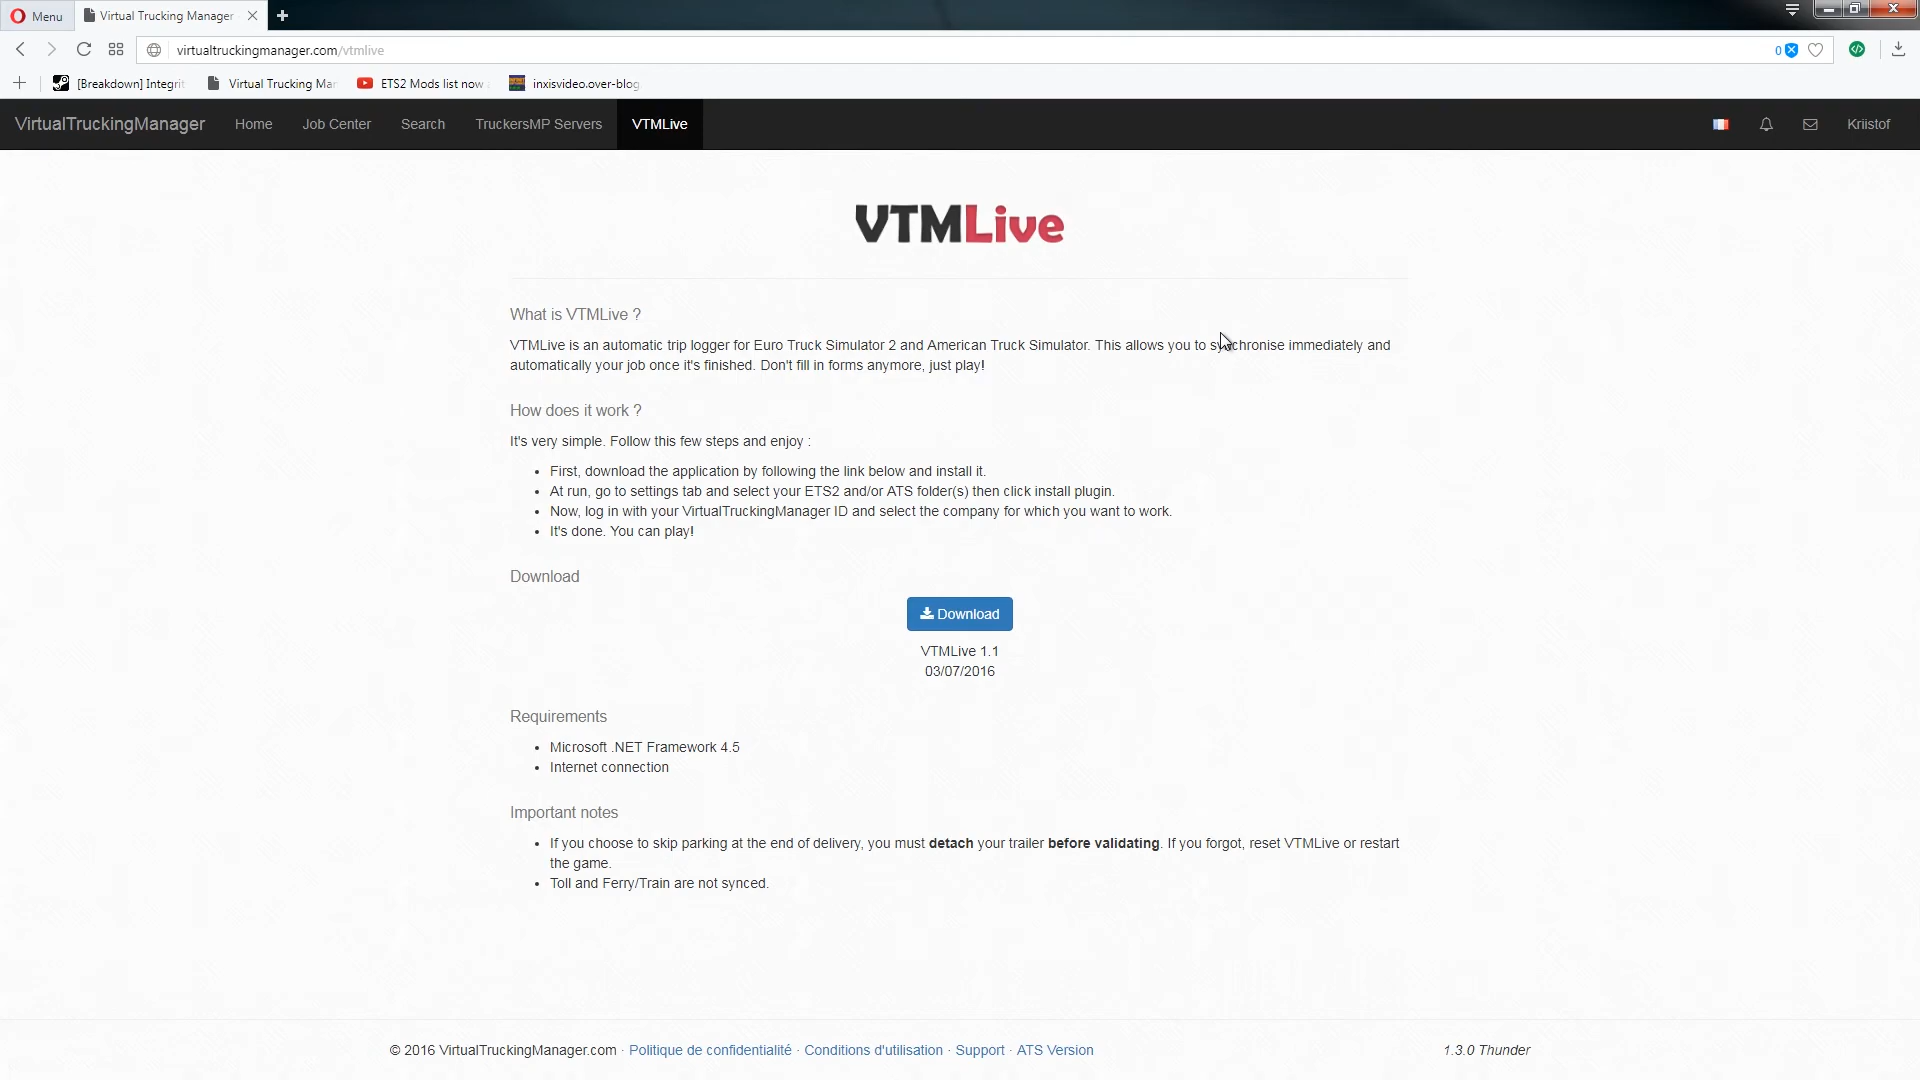 Menu
Virtual Trucking Manager
virtualtruckingmanager.com/vtmlive
0
[Breakdown] Integrit
Virtual Trucking Mar
ETS2 Mods list now
inxisvideo.over-blog
VirtualTruckingManager
Home
Job Center
Search
TruckersMP Servers
VTMLive
Kriistof
VTMLive
What is VTMLive ?
VTMLive is an automatic trip logger for Euro Truck Simulator 2 and American Truck Simulator. This allows you to synchronise immediately and
automatically your job once it's finished. Don't fill in forms anymore, just play!
How does it work ?
It's very simple. Follow this few steps and enjoy :
• First, download the application by following the link below and install it.
• At run, go to settings tab and select your ETS2 and/or ATS folder(s) then click install plugin.
• Now, log in with your VirtualTruckingManager ID and select the company for which you want to work.
• It's done. You can play!
Download
Download
VTMLive 1.1
03/07/2016
Requirements
• Microsoft .NET Framework 4.5
• Internet connection
Important notes
• If you choose to skip parking at the end of delivery, you must detach your trailer before validating. If you forgot, reset VTMLive or restart
the game.
• Toll and Ferry/Train are not synced.
© 2016 VirtualTruckingManager.com · Politique de confidentialité · Conditions d'utilisation · Support · ATS Version
1.3.0 Thunder